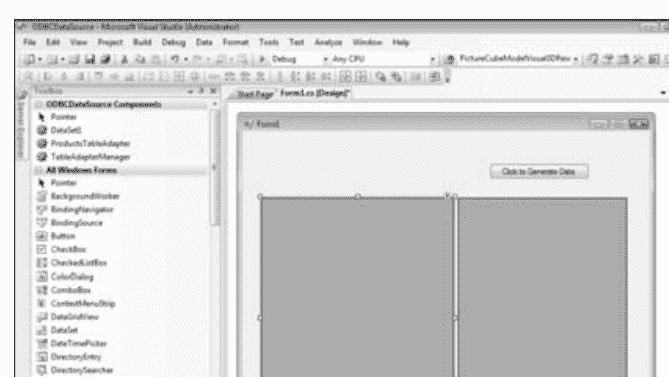 ODBCDataSource - Microsoft Visual Studio (Administrator)
File Edit View Project Build Debug Data Format Tools Test Analyze Window Help
Debug Any CPU
Toolbox
Start Page Form1.cs [Design]*
Server Explorer
ODBCDataSource Components
Pointer
DataSet1
ProductsTableAdapter
TableAdapterManager
All Windows Forms
Pointer
BackgroundWorker
BindingNavigator
BindingSource
Button
CheckBox
CheckedListBox
ColorDialog
ComboBox
ContextMenuStrip
DataGridView
DataSet
DateTimePicker
DirectoryEntry
DirectorySearcher
Form1
Click to Generate Data